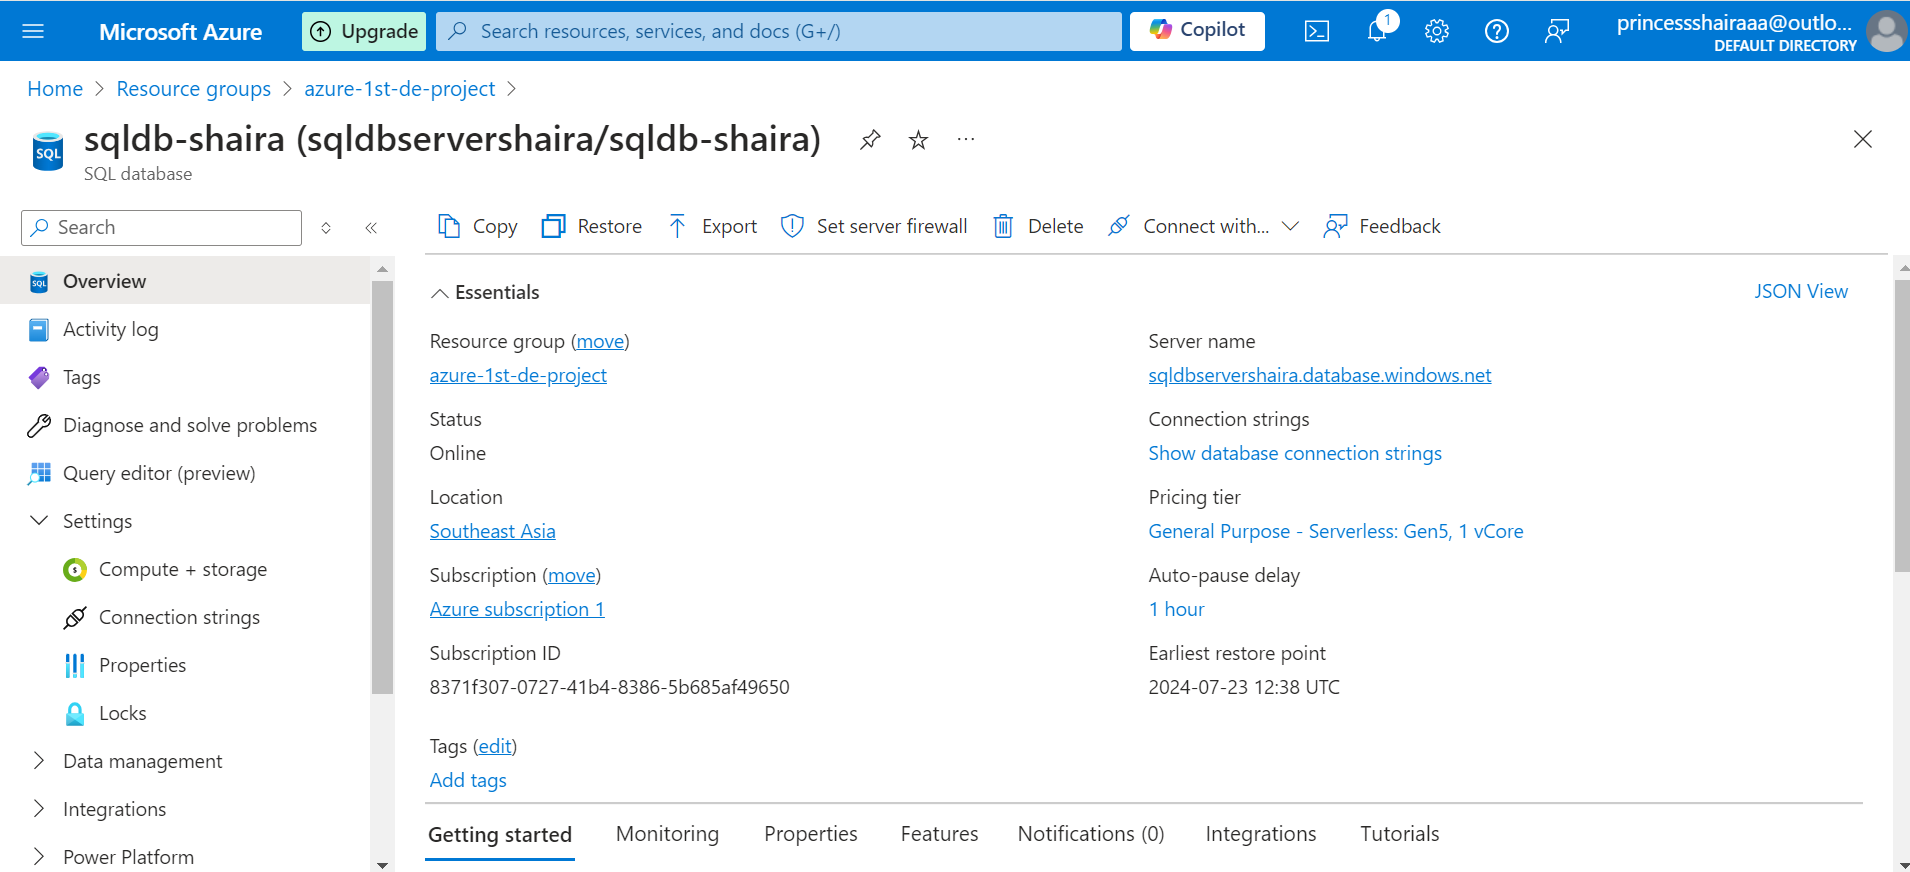 Microsoft Azure
Upgrade
Search resources, services, and docs (G+/)
Copilot
1
princessshairaaa@outlo...
DEFAULT DIRECTORY
Home > Resource groups > azure-1st-de-project >
SQL
sqldb-shaira (sqldbservershaira/sqldb-shaira)
SQL database
Search
Copy
Restore
Export
Set server firewall
Delete
Connect with...
Feedback
Overview
Activity log
Tags
Diagnose and solve problems
Query editor (preview)
Settings
Compute + storage
Connection strings
Properties
Locks
Data management
Integrations
Power Platform
Essentials
JSON View
Resource group (move)
azure-1st-de-project
Status
Online
Location
Southeast Asia
Subscription (move)
Azure subscription 1
Subscription ID
8371f307-0727-41b4-8386-5b685af49650
Server name
sqldbservershaira.database.windows.net
Connection strings
Show database connection strings
Pricing tier
General Purpose - Serverless: Gen5, 1 vCore
Auto-pause delay
1 hour
Earliest restore point
2024-07-23 12:38 UTC
Tags (edit)
Add tags
Getting started
Monitoring
Properties
Features
Notifications (0)
Integrations
Tutorials